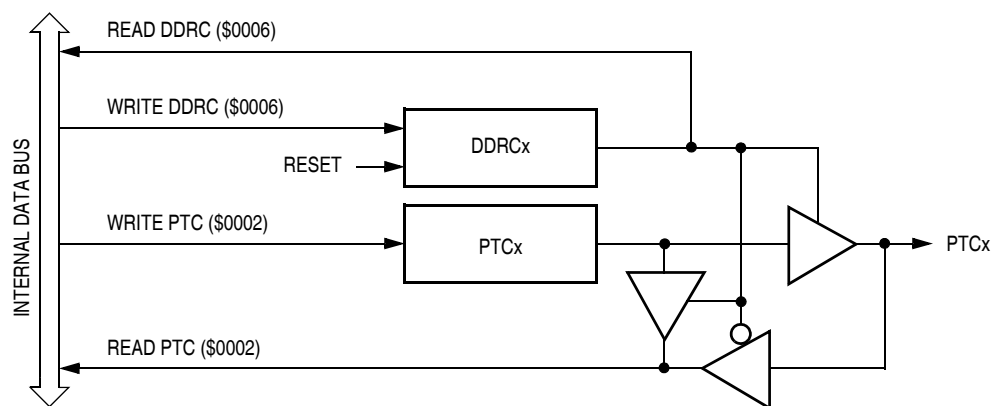 READ DDRC ($0006)
WRITE DDRC ($0006)
DDRCx
RESET
WRITE PTC ($0002)
PTCx
PTCx
READ PTC ($0002)
INTERNAL DATA BUS